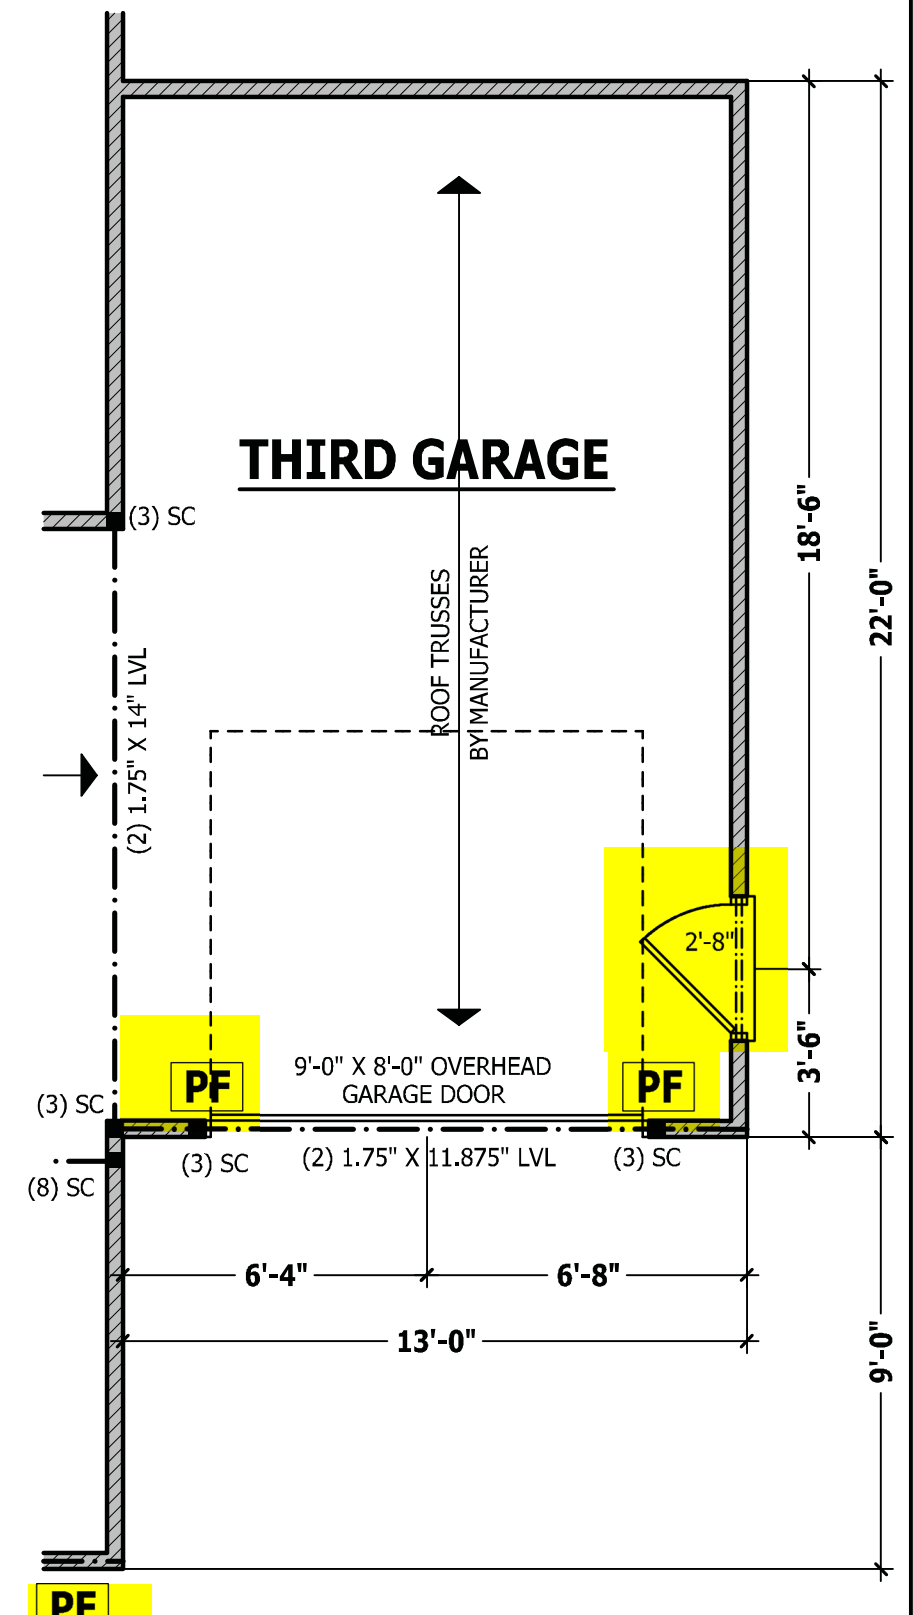 THIRD GARAGE
(3) SC
18'-6"
22'-0"
ROOF TRUSSES
BY MANUFACTURER
(2) 1.75" X 14" LVL
2'-8"
3'-6"
9'-0" X 8'-0" OVERHEAD
GARAGE DOOR
PF
PF
(3) SC
(3) SC
(2) 1.75" X 11.875" LVL
(3) SC
(8) SC
6'-4"
6'-8"
13'-0"
9'-0"
PF